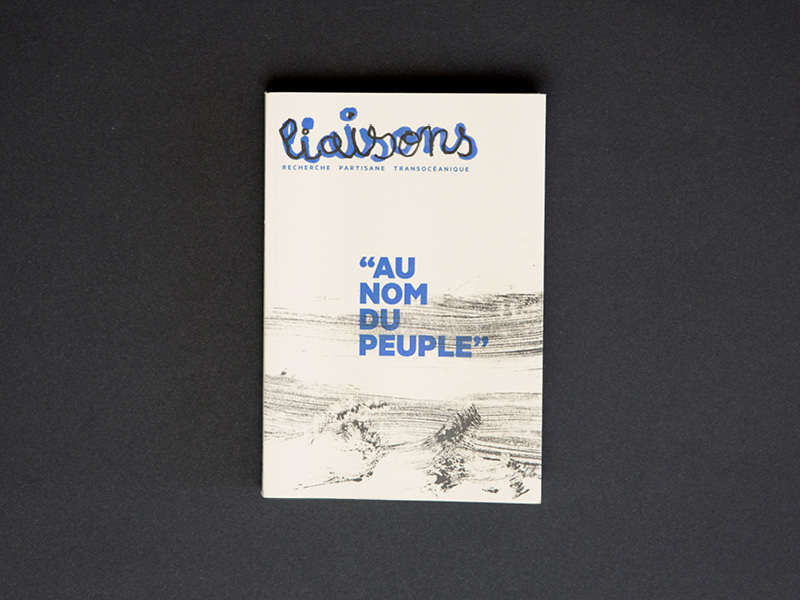 liaisons
RECHERCHE PARTISANE TRANSOCÉANIQUE
“AU
NOM
DU
PEUPLE”